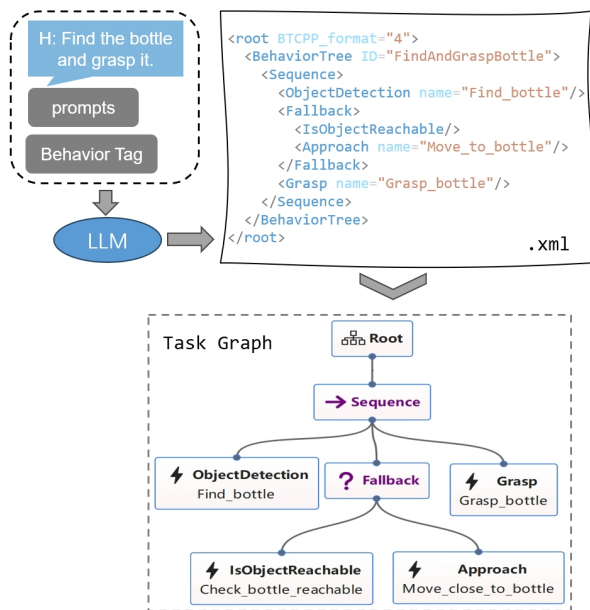 H: Find the bottle
and grasp it.
prompts
Behavior Tag
LLM
<root BTCPP_format="4">
<BehaviorTree ID="FindAndGraspBottle">
<Sequence>
<ObjectDetection name="Find_bottle"/>
<Fallback>
<IsObjectReachable/>
<Approach name="Move_to_bottle"/>
</Fallback>
<Grasp name="Grasp_bottle"/>
</Sequence>
</BehaviorTree>
</root>
.xml
Task Graph
Root
Sequence
ObjectDetection
Find_bottle
? Fallback
Grasp
Grasp_bottle
IsObjectReachable
Check_bottle_reachable
Approach
Move_close_to_bottle